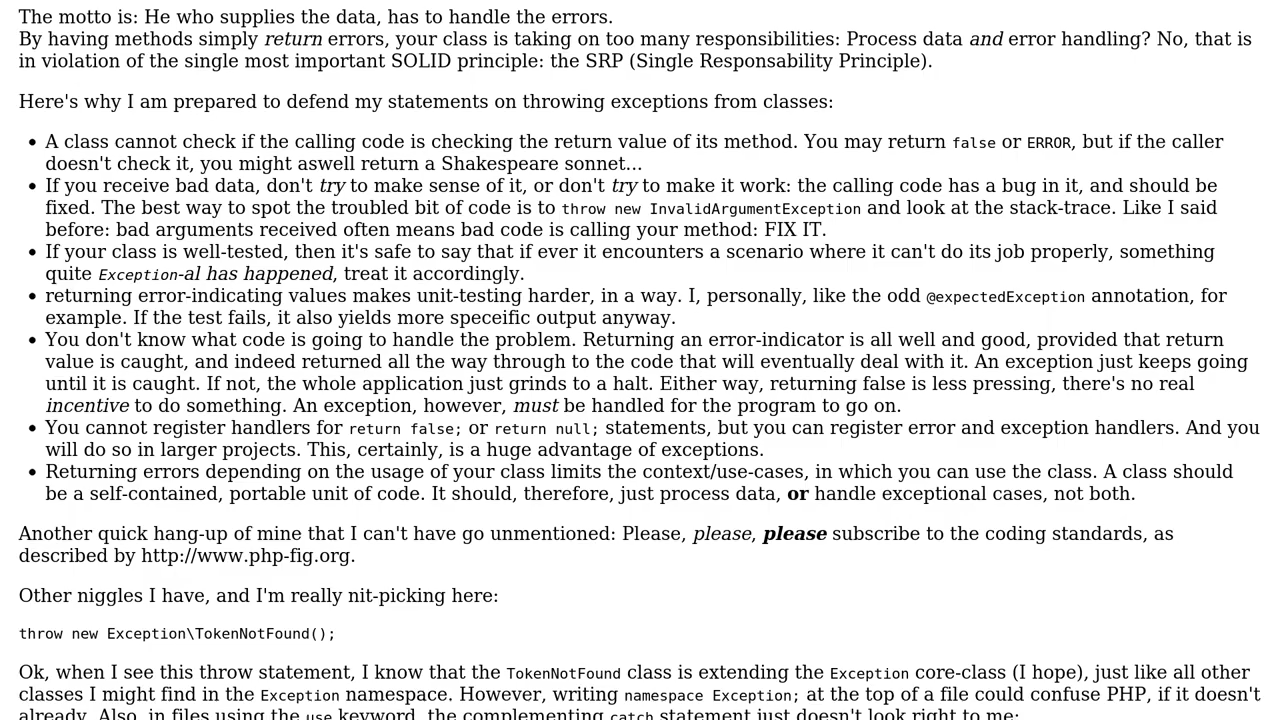 The motto is: He who supplies the data, has to handle the errors.
By having methods simply return errors, your class is taking on too many responsibilities: Process data and error handling? No, that is
in violation of the single most important SOLID principle: the SRP (Single Responsability Principle).
Here's why I am prepared to defend my statements on throwing exceptions from classes:
• A class cannot check if the calling code is checking the return value of its method. You may return false or ERROR, but if the caller
doesn't check it, you might aswell return a Shakespeare sonnet...
• If you receive bad data, don't try to make sense of it, or don't try to make it work: the calling code has a bug in it, and should be
fixed. The best way to spot the troubled bit of code is to throw new InvalidArgumentException and look at the stack-trace. Like I said
before: bad arguments received often means bad code is calling your method: FIX IT.
• If your class is well-tested, then it's safe to say that if ever it encounters a scenario where it can't do its job properly, something
quite Exception-al has happened, treat it accordingly.
• returning error-indicating values makes unit-testing harder, in a way. I, personally, like the odd @expectedException annotation, for
example. If the test fails, it also yields more speceific output anyway.
• You don't know what code is going to handle the problem. Returning an error-indicator is all well and good, provided that return
value is caught, and indeed returned all the way through to the code that will eventually deal with it. An exception just keeps going
until it is caught. If not, the whole application just grinds to a halt. Either way, returning false is less pressing, there's no real
incentive to do something. An exception, however, must be handled for the program to go on.
• You cannot register handlers for return false; or return null; statements, but you can register error and exception handlers. And you
will do so in larger projects. This, certainly, is a huge advantage of exceptions.
• Returning errors depending on the usage of your class limits the context/use-cases, in which you can use the class. A class should
be a self-contained, portable unit of code. It should, therefore, just process data, or handle exceptional cases, not both.
Another quick hang-up of mine that I can't have go unmentioned: Please, please, please subscribe to the coding standards, as
described by http://www.php-fig.org.
Other niggles I have, and I'm really nit-picking here:
throw new Exception\TokenNotFound();
Ok, when I see this throw statement, I know that the TokenNotFound class is extending the Exception core-class (I hope), just like all other
classes I might find in the Exception namespace. However, writing namespace Exception; at the top of a file could confuse PHP, if it doesn't
already. Also, in files using the use keyword, the complementing catch statement just doesn't look right to me: